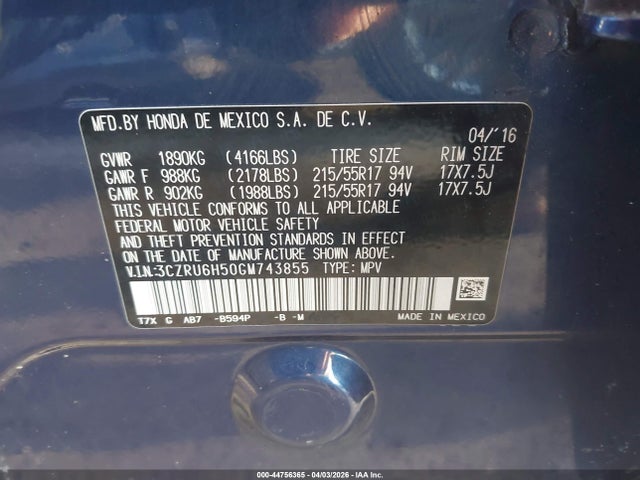 MFD.BY HONDA DE MEXICO S.A. DE C.V.
04/'16
GVWR 1890KG (4166LBS) TIRE SIZE RIM SIZE
GAWR F 988KG (2178LBS) 215/55R17 94V 17X7.5J
GAWR R 902KG (1988LBS) 215/55R17 94V 17X7.5J
THIS VEHICLE CONFORMS TO ALL APPLICABLE
FEDERAL MOTOR VEHICLE SAFETY
AND THEFT PREVENTION STANDARDS IN EFFECT
ON THE DATE OF MANUFACTURE SHOWN ABOVE.
V.I.N:3CZRU6H50GM743855 TYPE: MPV
T7X G AB7 -B594P -B -M MADE IN MEXICO
000-44756365 | 04/03/2026 - IAA Inc.